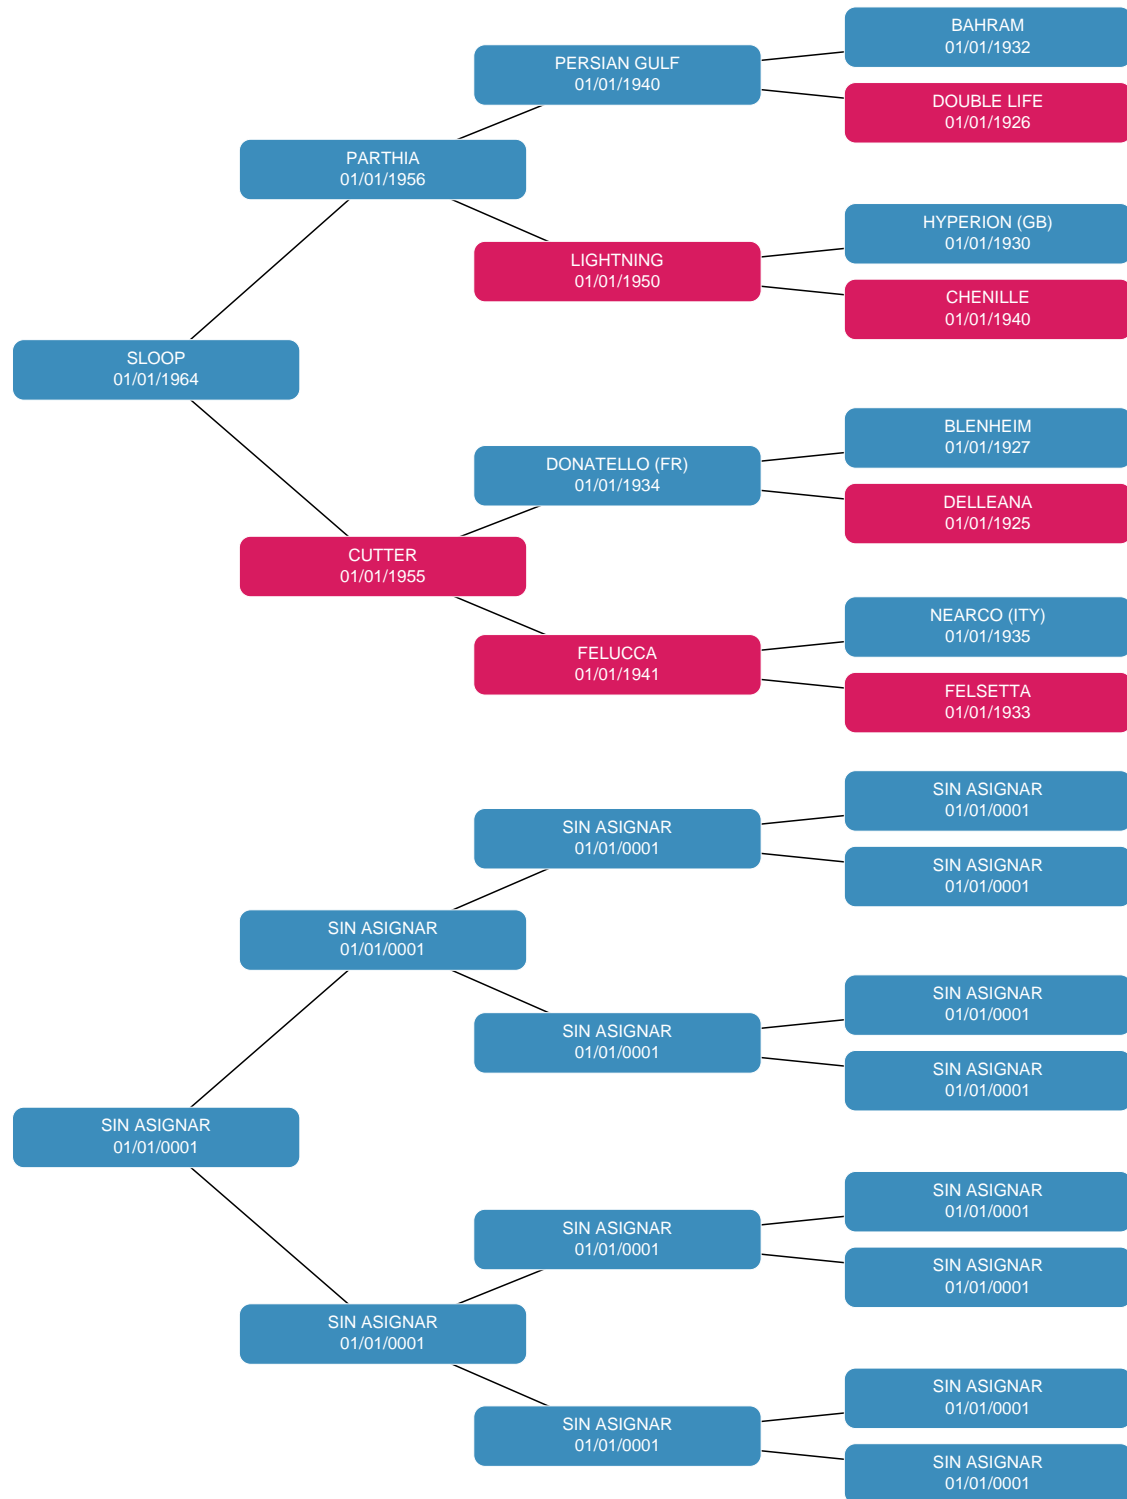 BAHRAM
01/01/1932
PERSIAN GULF
01/01/1940
DOUBLE LIFE
01/01/1926
PARTHIA
01/01/1956
HYPERION (GB)
01/01/1930
LIGHTNING
01/01/1950
CHENILLE
01/01/1940
SLOOP
01/01/1964
BLENHEIM
01/01/1927
DONATELLO (FR)
01/01/1934
DELLEANA
01/01/1925
CUTTER
01/01/1955
NEARCO (ITY)
01/01/1935
FELUCCA
01/01/1941
FELSETTA
01/01/1933
SIN ASIGNAR
01/01/0001
SIN ASIGNAR
01/01/0001
SIN ASIGNAR
01/01/0001
SIN ASIGNAR
01/01/0001
SIN ASIGNAR
01/01/0001
SIN ASIGNAR
01/01/0001
SIN ASIGNAR
01/01/0001
SIN ASIGNAR
01/01/0001
SIN ASIGNAR
01/01/0001
SIN ASIGNAR
01/01/0001
SIN ASIGNAR
01/01/0001
SIN ASIGNAR
01/01/0001
SIN ASIGNAR
01/01/0001
SIN ASIGNAR
01/01/0001
SIN ASIGNAR
01/01/0001